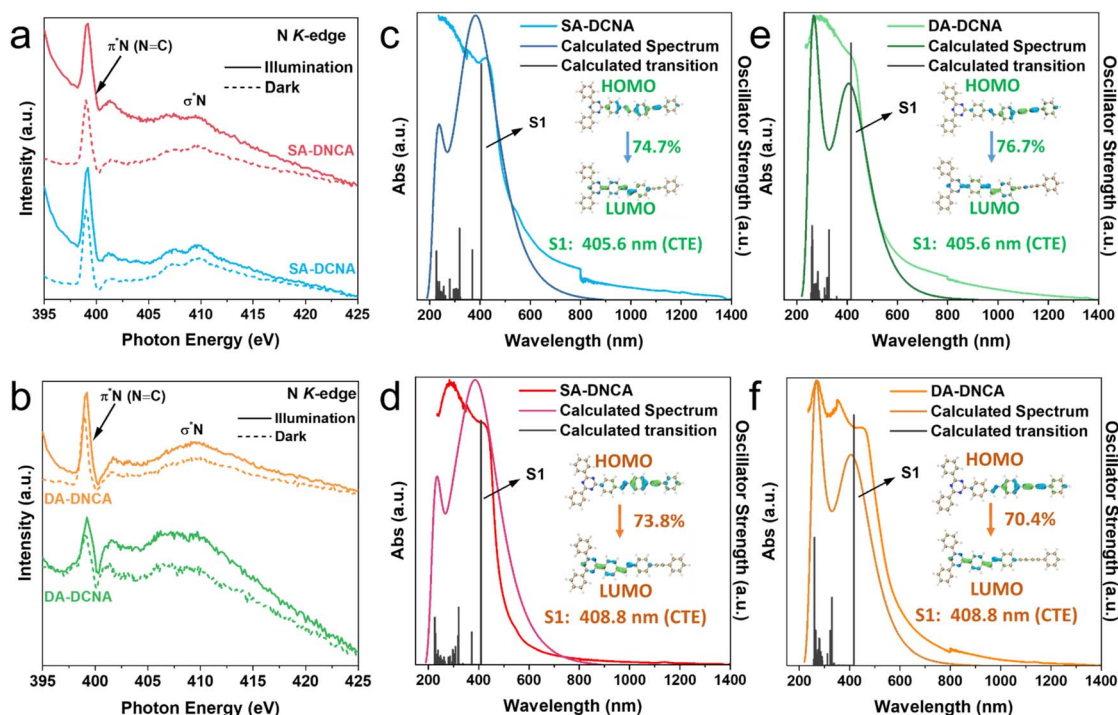 a
N K-edge
π*N (N=C)
Illumination
Dark
σ*N
SA-DNCA
SA-DCNA
Intensity (a.u.)
395 400 405 410 415 420 425
Photon Energy (eV)
b
N K-edge
π*N (N=C)
Illumination
Dark
σ*N
DA-DNCA
DA-DCNA
Intensity (a.u.)
395 400 405 410 415 420 425
Photon Energy (eV)
c
SA-DCNA
Calculated Spectrum
Calculated transition
HOMO
S1
74.7%
LUMO
S1: 405.6 nm (CTE)
Abs (a.u.)
Oscillator Strength (a.u.)
200 400 600 800 1000 1200 1400
Wavelength (nm)
d
SA-DNCA
Calculated Spectrum
Calculated transition
HOMO
S1
73.8%
LUMO
S1: 408.8 nm (CTE)
Abs (a.u.)
Oscillator Strength (a.u.)
200 400 600 800 1000 1200 1400
Wavelength (nm)
e
DA-DCNA
Calculated Spectrum
Calculated transition
HOMO
S1
76.7%
LUMO
S1: 405.6 nm (CTE)
Abs (a.u.)
Oscillator Strength (a.u.)
200 400 600 800 1000 1200 1400
Wavelength (nm)
f
DA-DNCA
Calculated Spectrum
Calculated transition
HOMO
S1
70.4%
LUMO
S1: 408.8 nm (CTE)
Abs (a.u.)
Oscillator Strength (a.u.)
200 400 600 800 1000 1200 1400
Wavelength (nm)